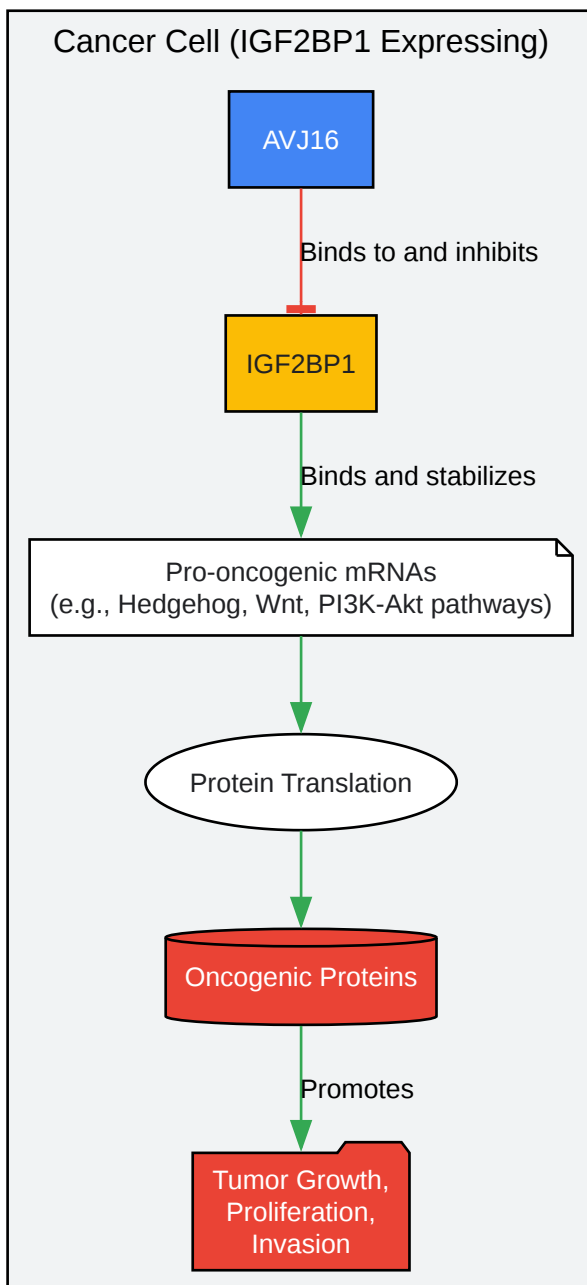 Cancer Cell (IGF2BP1 Expressing)
AVJ16
Binds to and inhibits
IGF2BP1
Binds and stabilizes
Pro-oncogenic mRNAs
(e.g., Hedgehog, Wnt, PI3K-Akt pathways)
Protein Translation
Oncogenic Proteins
Promotes
Tumor Growth,
Proliferation,
Invasion